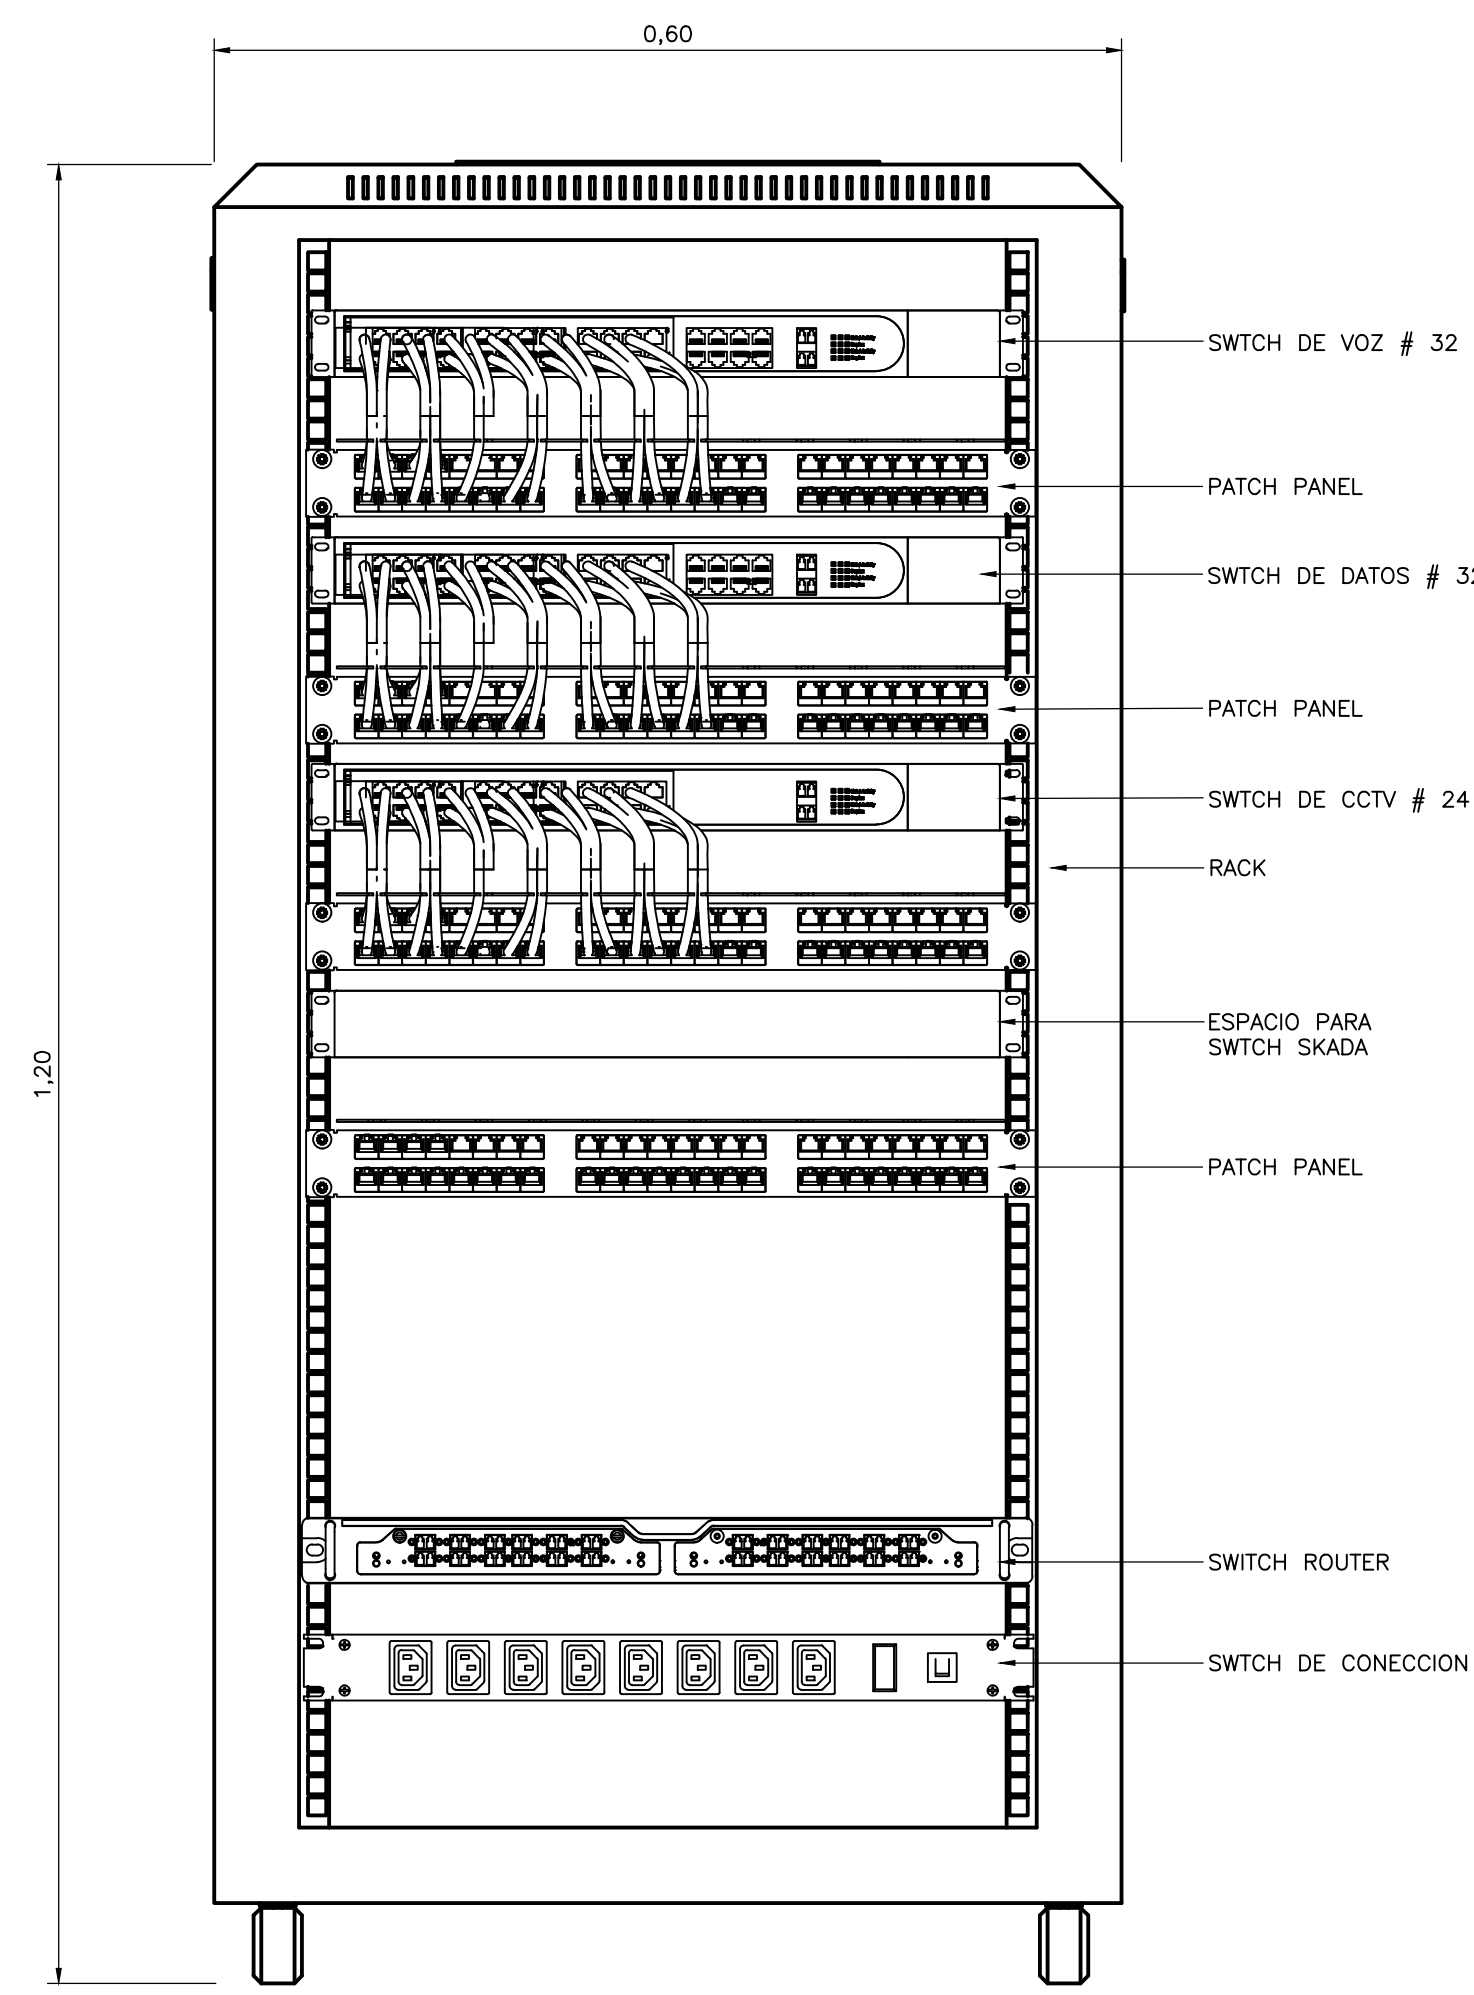 0,60
SWTCH DE VOZ # 32
PATCH PANEL
SWTCH DE DATOS # 32
PATCH PANEL
SWTCH DE CCTV # 24
RACK
ESPACIO PARA
SWTCH SKADA
1,20
PATCH PANEL
SWITCH ROUTER
SWTCH DE CONECCION